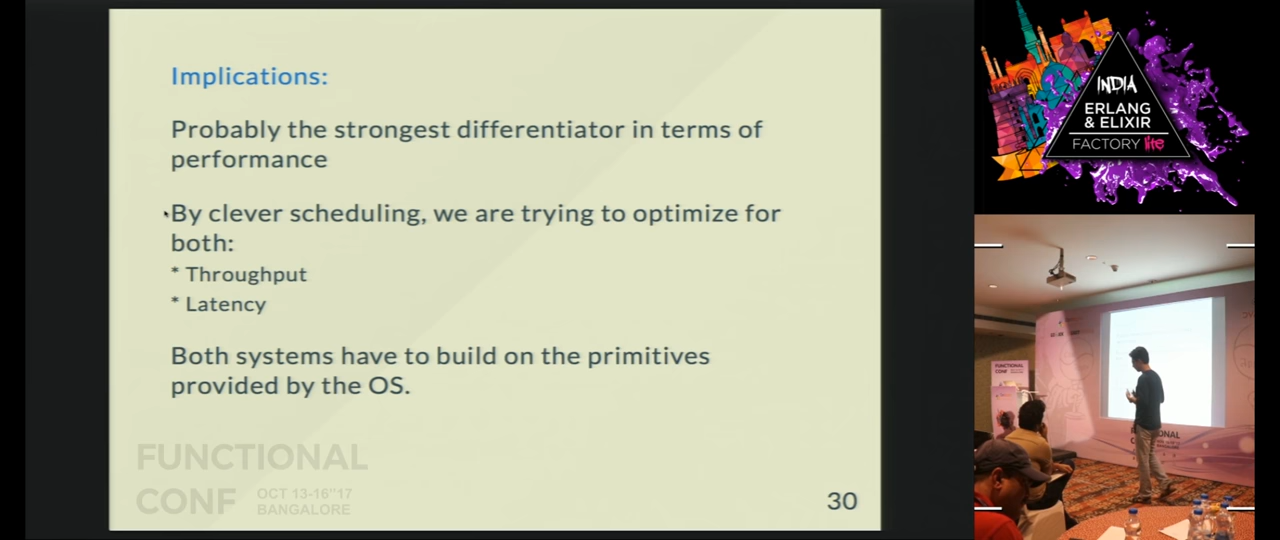 Implications:
Probably the strongest differentiator in terms of
performance
By clever scheduling, we are trying to optimize for
both:
* Throughput
* Latency
Both systems have to build on the primitives
provided by the OS.
FUNCTIONAL
CONF
OCT 13-16"17
BANGALORE
30
INDIA
ERLANG
& ELIXIR
FACTORY lite
FUNCTIONAL
CONF